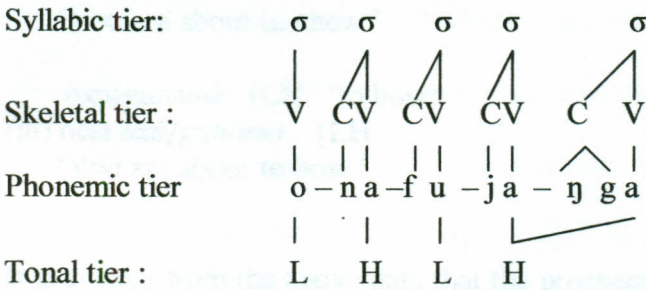 Syllabic tier: σ σ σ σ σ
Skeletal tier: V CV CV CV C V
Phonemic tier o – n a – f u – j a – ŋ g a
Tonal tier : L H L H